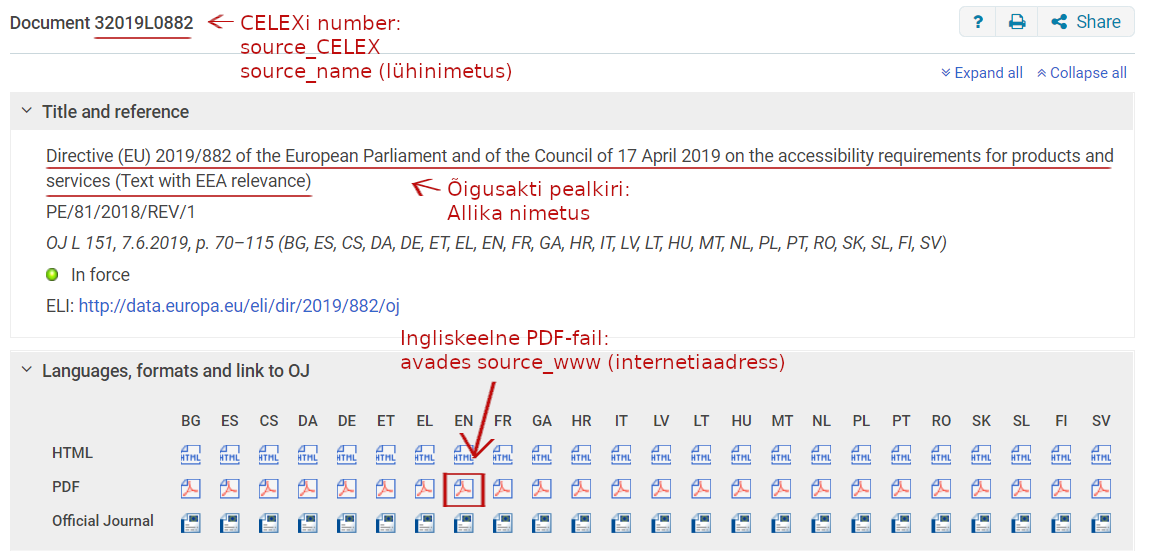 Document 32019L0882
CELEXi number:
source_CELEX
source_name (lühinimetus)
? Share
Expand all Collapse all
Title and reference
Directive (EU) 2019/882 of the European Parliament and of the Council of 17 April 2019 on the accessibility requirements for products and
services (Text with EEA relevance)
Õigusakti pealkiri:
Allika nimetus
PE/81/2018/REV/1
OJ L 151, 7.6.2019, p. 70–115 (BG, ES, CS, DA, DE, ET, EL, EN, FR, GA, HR, IT, LV, LT, HU, MT, NL, PL, PT, RO, SK, SL, FI, SV)
In force
ELI: http://data.europa.eu/eli/dir/2019/882/oj
Ingliskeelne PDF-fail:
avades source_www (internetiaadress)
Languages, formats and link to OJ
BG ES CS DA DE ET EL EN FR GA HR IT LV LT HU MT NL PL PT RO SK SL FI SV
HTML HTML HTML HTML HTML HTML HTML HTML HTML HTML HTML HTML HTML HTML HTML HTML HTML HTML HTML HTML HTML HTML HTML HTML HTML
PDF
Official Journal